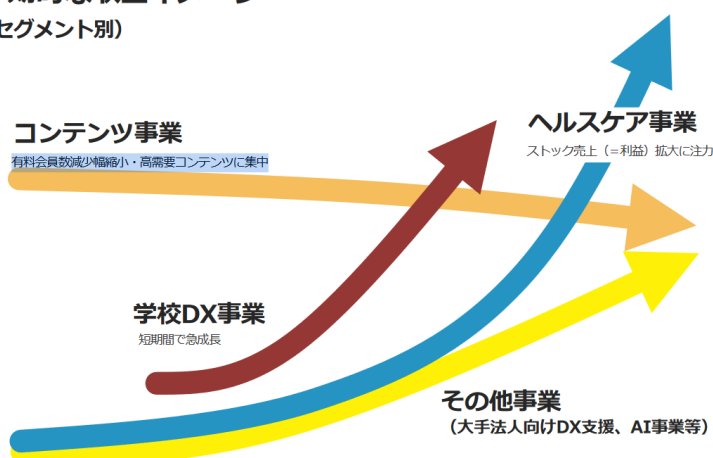 セグメント別）
コンテンツ事業
有料会員数減少幅縮小・高需要コンテンツに集中
ヘルスケア事業
ストック売上（＝利益）拡大に注力
学校DX事業
短期間で急成長
その他事業
（大手法人向けDX支援、AI事業等）